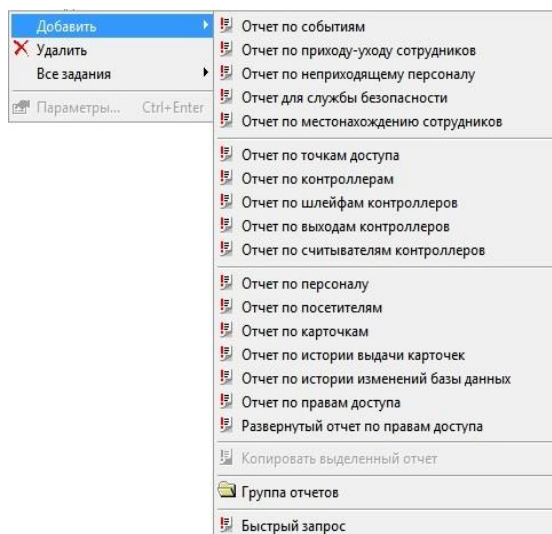 Добавить
Удалить
Все задания
Параметры... Ctrl+Enter
Отчет по событиям
Отчет по приходу-уходу сотрудников
Отчет по неприходящему персоналу
Отчет для службы безопасности
Отчет по местонахождению сотрудников
Отчет по точкам доступа
Отчет по контроллерам
Отчет по шлейфам контроллеров
Отчет по выходам контроллеров
Отчет по считывателям контроллеров
Отчет по персоналу
Отчет по посетителям
Отчет по карточкам
Отчет по истории выдачи карточек
Отчет по истории изменений базы данных
Отчет по правам доступа
Развернутый отчет по правам доступа
Копировать выделенный отчет
Группа отчетов
Быстрый запрос